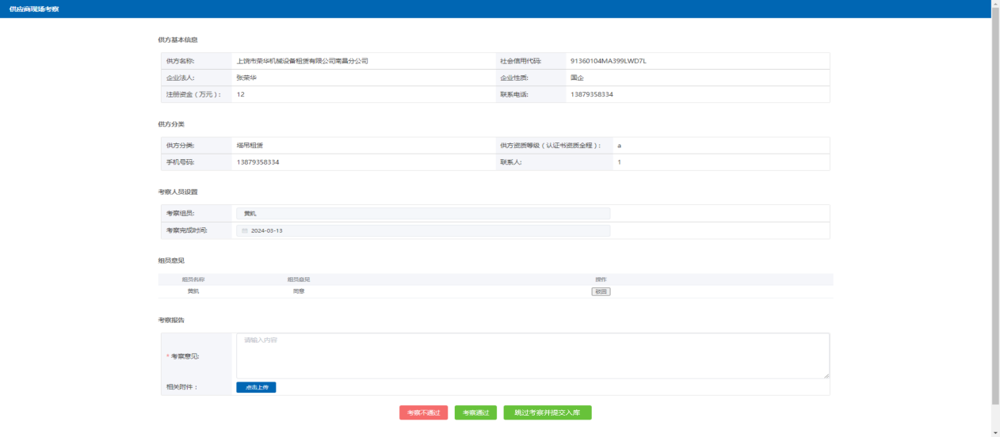 供应商现场考察
供方基本信息
供方名称: 上饶市荣华机械设备租赁有限公司南昌分公司 社会信用代码: 91360104MA399LWD7L
企业法人: 张荣华 企业性质: 国企
注册资金（万元）: 12 联系电话: 13879358334
供方分类
供方分类: 塔吊租赁 供方资质等级（认证书资质全程）: a
手机号码: 13879358334 联系人: 1
考察人员设置
考察组员: 黄凯
考察完成时间: 2024-03-13
组员意见
组员名称 组员意见 操作
黄凯 同意 驳回
考察报告
* 考察意见: 请输入内容
相关附件： 点击上传
考察不通过 考察通过 跳过考察并提交入库